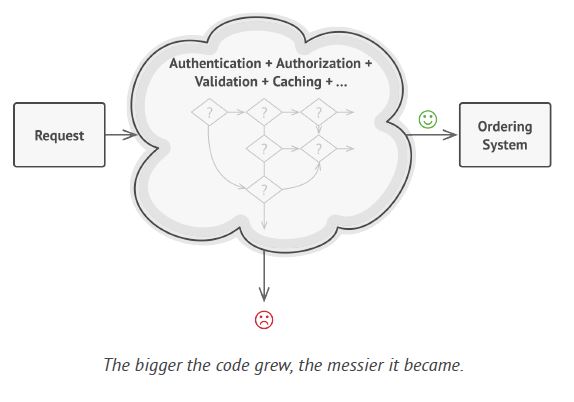 Authentication + Authorization +
Validation + Caching + ...
Request
? ? ?
? ?
?
Ordering
System
The bigger the code grew, the messier it became.